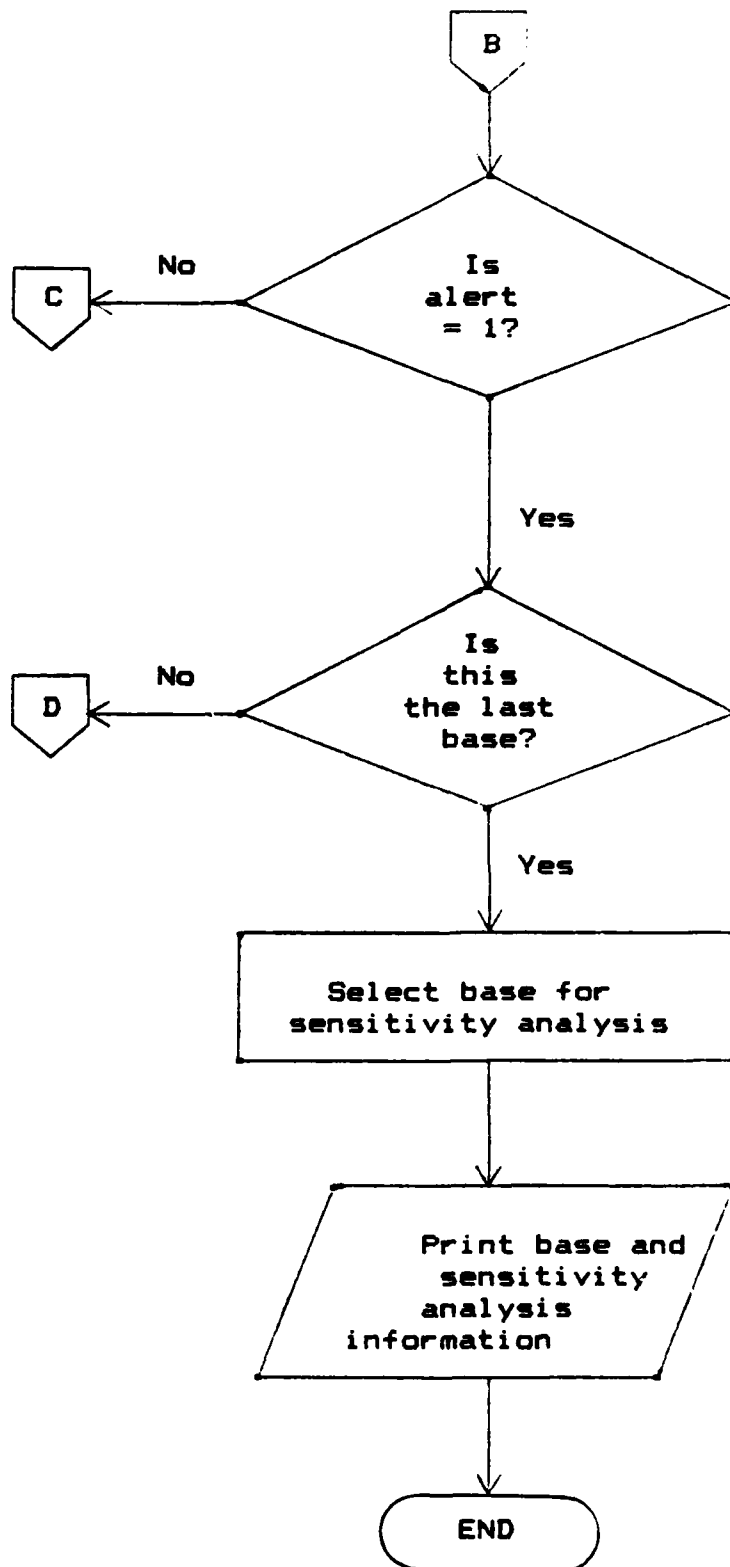 B
Is
alert
= 1?
No
C
Yes
Is
this
the last
base?
No
D
Yes
Select base for
sensitivity analysis
Print base and
sensitivity
analysis
information
END